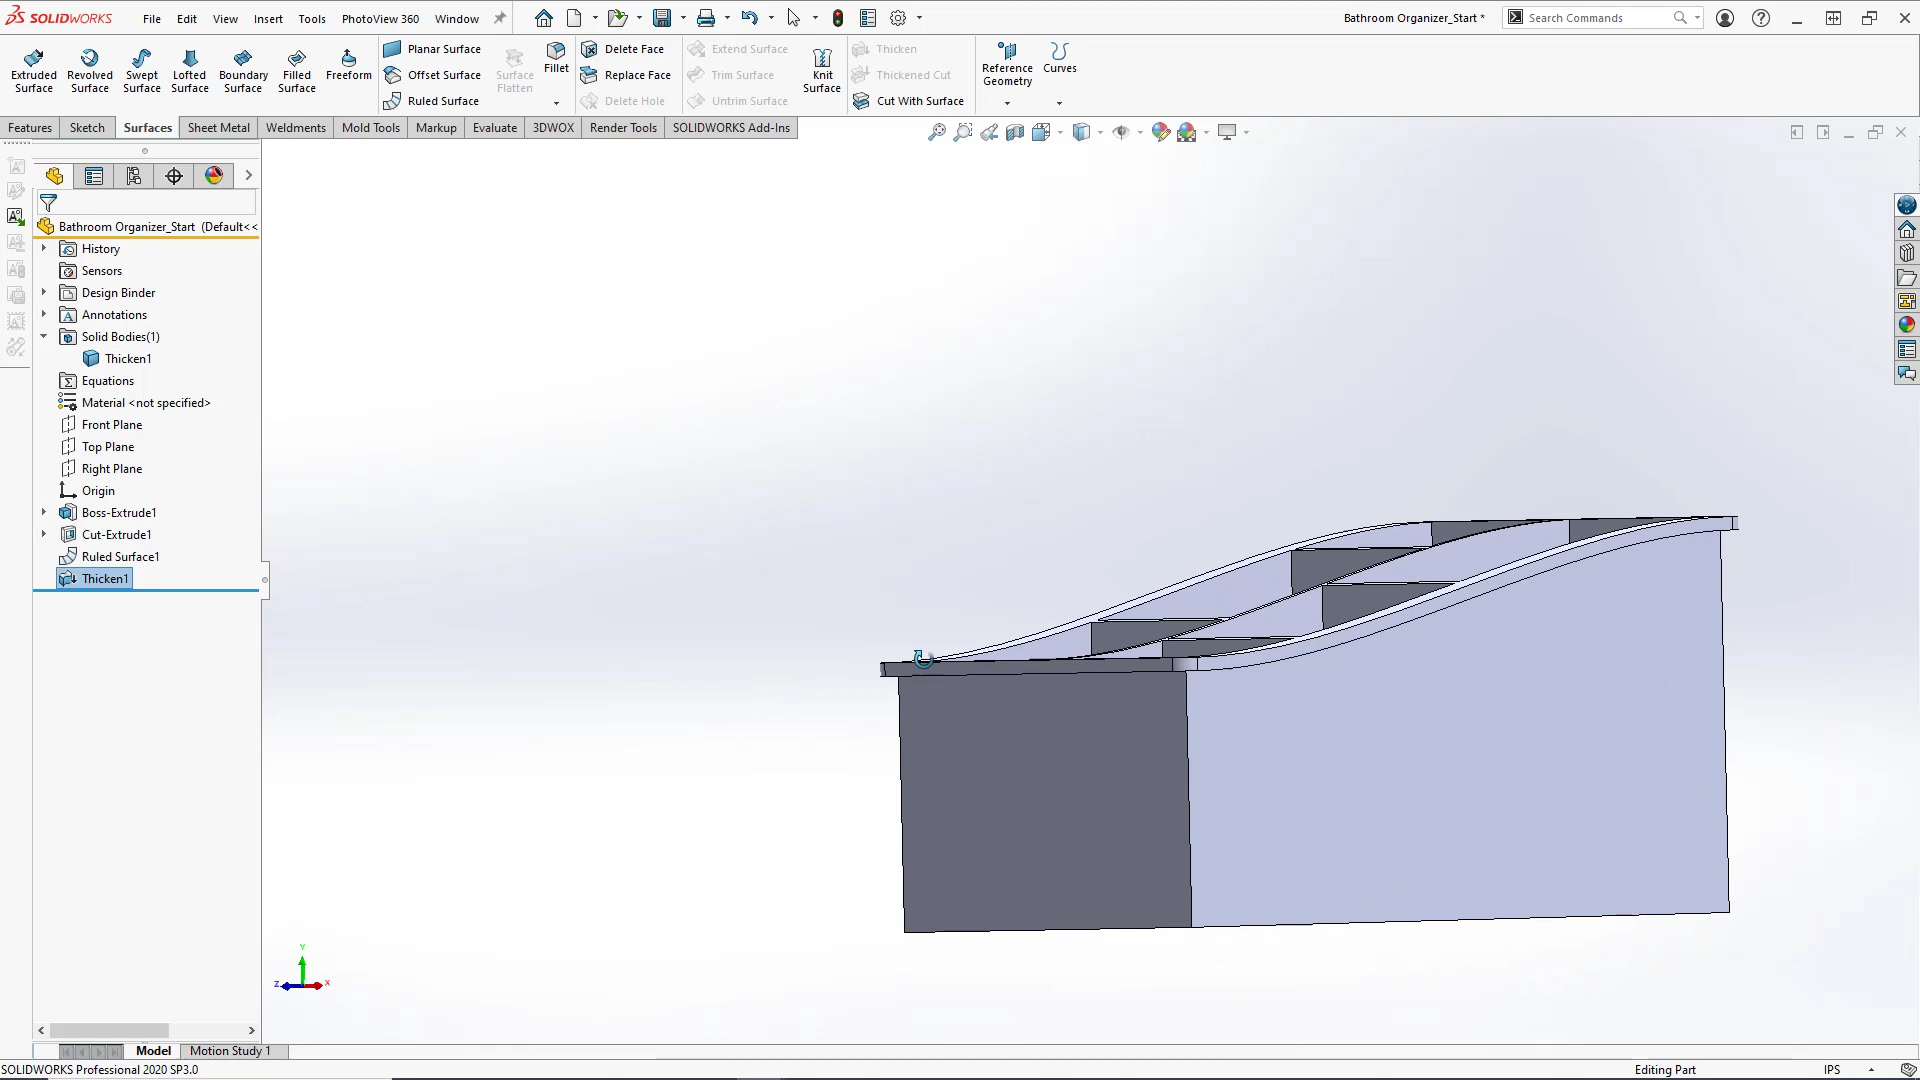 SOLIDWORKS File Edit View Insert Tools PhotoView 360 Window Bathroom Organizer_Start * Search Commands
Extruded Surface
Revolved Surface
Swept Surface
Lofted Surface
Boundary Surface
Filled Surface
Freeform
Planar Surface
Offset Surface
Ruled Surface
Surface Flatten
Fillet
Delete Face
Replace Face
Delete Hole
Extend Surface
Trim Surface
Untrim Surface
Knit Surface
Thicken
Thickened Cut
Cut With Surface
Reference Geometry
Curves
Features Sketch Surfaces Sheet Metal Weldments Mold Tools Markup Evaluate 3DWOX Render Tools SOLIDWORKS Add-Ins
Bathroom Organizer_Start (Default<<
History
Sensors
Design Binder
Annotations
Solid Bodies(1)
Thicken1
Equations
Material <not specified>
Front Plane
Top Plane
Right Plane
Origin
Boss-Extrude1
Cut-Extrude1
Ruled Surface1
Thicken1
Y
Z X
Model Motion Study 1
SOLIDWORKS Professional 2020 SP3.0 Editing Part IPS